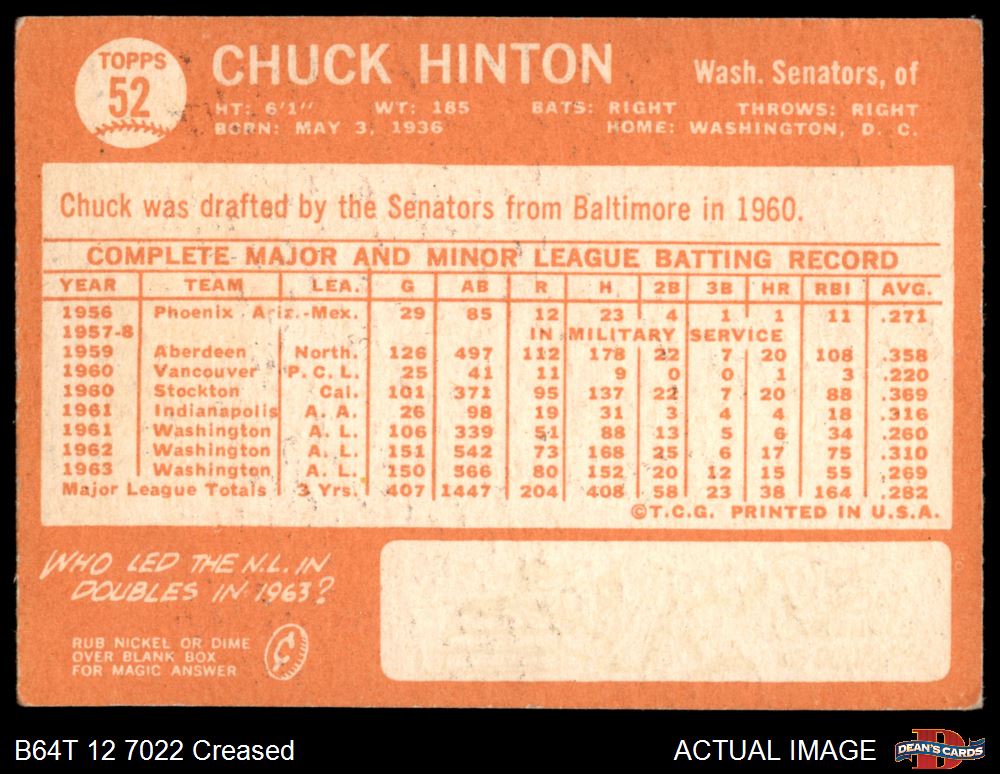 TOPPS
52
CHUCK HINTON
Wash. Senators, of
HT: 6'1" WT: 185 BATS: RIGHT THROWS: RIGHT
BORN: MAY 3, 1936 HOME: WASHINGTON, D. C.
Chuck was drafted by the Senators from Baltimore in 1960.
COMPLETE MAJOR AND MINOR LEAGUE BATTING RECORD
YEAR TEAM LEA. G AB R H 2B 3B HR RBI AVG.
1956 Phoenix Ariz.-Mex. 29 85 12 23 4 1 1 11 .271
1957-8 IN MILITARY SERVICE
1959 Aberdeen North. 126 497 112 178 22 7 20 108 .358
1960 Vancouver P.C.L. 25 41 11 9 0 0 1 3 .220
1960 Stockton Cal. 101 371 95 137 22 7 20 88 .369
1961 Indianapolis A. A. 26 98 19 31 3 4 4 18 .316
1961 Washington A. L. 106 339 51 88 13 5 6 34 .260
1962 Washington A. L. 151 542 73 168 25 6 17 75 .310
1963 Washington A. L. 150 566 80 152 20 12 15 55 .269
Major League Totals 3 Yrs. 407 1447 204 408 58 23 38 164 .282
©T.C.G. PRINTED IN U.S.A.
WHO LED THE N.L. IN
DOUBLES IN 1963?
RUB NICKEL OR DIME
OVER BLANK BOX
FOR MAGIC ANSWER
B64T 12 7022 Creased
ACTUAL IMAGE
DEAN'S CARDS